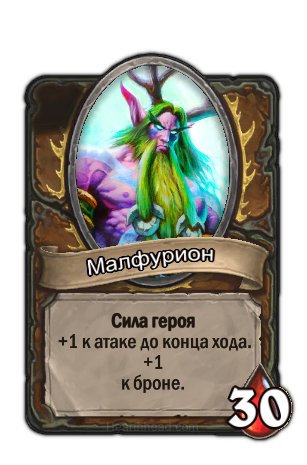 Малфурион
Сила героя
+1 к атаке до конца хода.
+1
к броне.
30